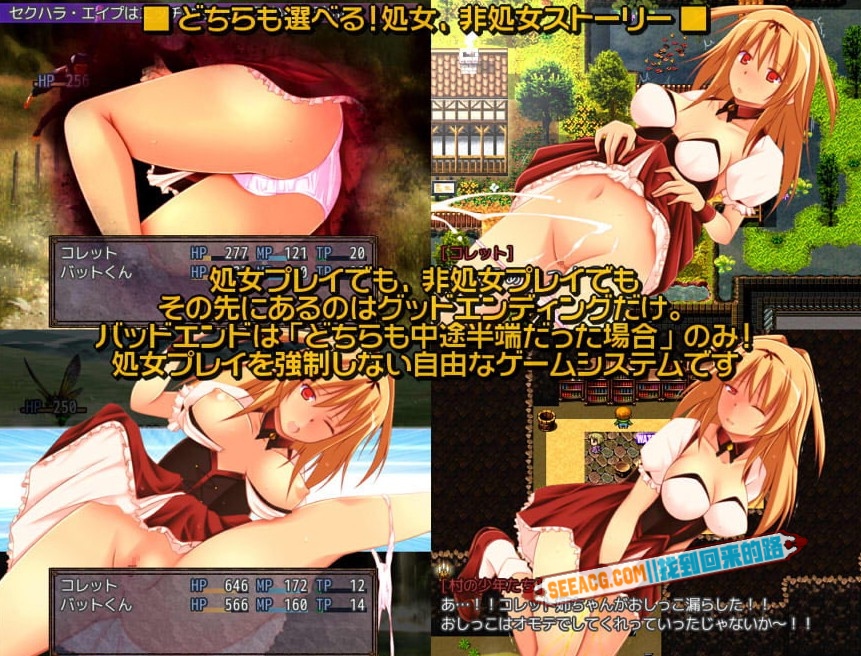 セクハラ・エイプは
■どちらも選べる!処女、非処女ストーリー■
HP 256
コレット HP 277 MP 121 TP 20
バットくん HP
[コレット]
処女プレイでも、非処女プレイでも
その先にあるのはグッドエンディングだけ。
バッドエンドは「どちらも中途半端だった場合」のみ!
処女プレイを強制しない自由なゲームシステムです
HP 250
コレット HP 646 MP 172 TP 12
バットくん HP 566 MP 160 TP 14
SEEACG.COM||找到回来的路
[村の少年たち
あ…!!コレット姉ちゃんがおしっこ漏らした!!
おしっこはオモテでしてくれっていったじゃないか~!!